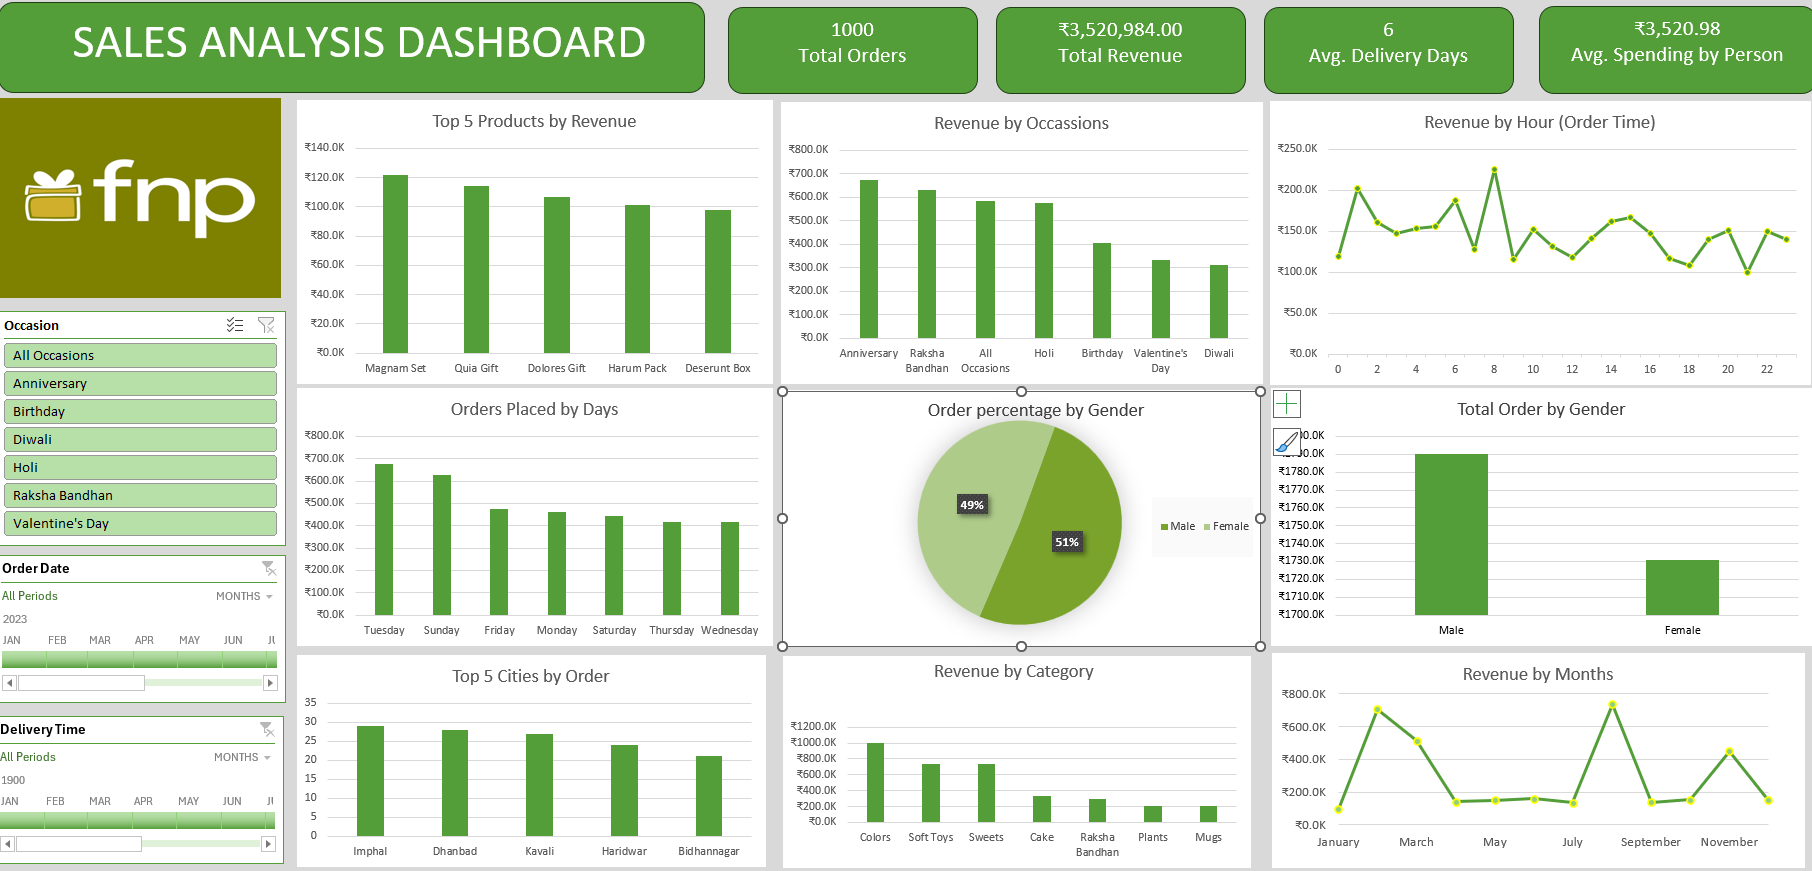 SALES ANALYSIS DASHBOARD
1000
Total Orders
₹3,520,984.00
Total Revenue
6
Avg. Delivery Days
₹3,520.98
Avg. Spending by Person
fnp
Occasion
All Occasions
Anniversary
Birthday
Diwali
Holi
Raksha Bandhan
Valentine's Day
Order Date
All Periods
MONTHS
2023
JAN FEB MAR APR MAY JUN
Delivery Time
All Periods
MONTHS
1900
JAN FEB MAR APR MAY JUN
Top 5 Products by Revenue
₹140.0K
₹120.0K
₹100.0K
₹80.0K
₹60.0K
₹40.0K
₹20.0K
₹0.0K
Magnam Set Quia Gift Dolores Gift Harum Pack Deserunt Box
Revenue by Occassions
₹800.0K
₹700.0K
₹600.0K
₹500.0K
₹400.0K
₹300.0K
₹200.0K
₹100.0K
₹0.0K
Anniversary Raksha Bandhan All Occasions Holi Birthday Valentine's Day Diwali
Revenue by Hour (Order Time)
₹250.0K
₹200.0K
₹150.0K
₹100.0K
₹50.0K
₹0.0K
0 2 4 6 8 10 12 14 16 18 20 22
Orders Placed by Days
₹800.0K
₹700.0K
₹600.0K
₹500.0K
₹400.0K
₹300.0K
₹200.0K
₹100.0K
₹0.0K
Tuesday Sunday Friday Monday Saturday Thursday Wednesday
Order percentage by Gender
49%
51%
Male Female
Total Order by Gender
₹1780.0K
₹1770.0K
₹1760.0K
₹1750.0K
₹1740.0K
₹1730.0K
₹1720.0K
₹1710.0K
₹1700.0K
Male Female
Top 5 Cities by Order
35
30
25
20
15
10
5
0
Imphal Dhanbad Kavali Haridwar Bidhannagar
Revenue by Category
₹1200.0K
₹1000.0K
₹800.0K
₹600.0K
₹400.0K
₹200.0K
₹0.0K
Colors Soft Toys Sweets Cake Raksha Bandhan Plants Mugs
Revenue by Months
₹800.0K
₹600.0K
₹400.0K
₹200.0K
₹0.0K
January March May July September November